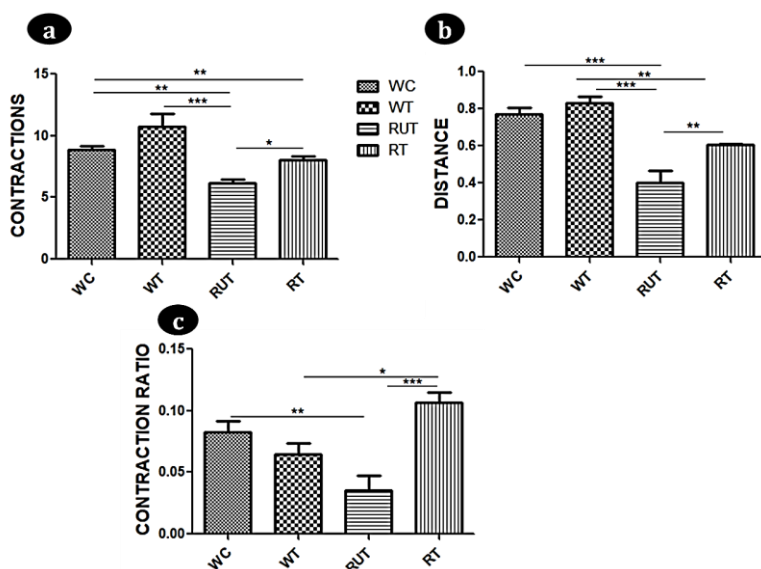 a
CONTRACTIONS
15
10
5
0
**
**
***
*
WC
WT
RUT
RT
WC
WT
RUT
RT
b
DISTANCE
1.0
0.8
0.6
0.4
0.2
0.0
***
**
***
**
WC
WT
RUT
RT
c
CONTRACTION RATIO
0.15
0.10
0.05
0.00
*
***
**
WC
WT
RUT
RT